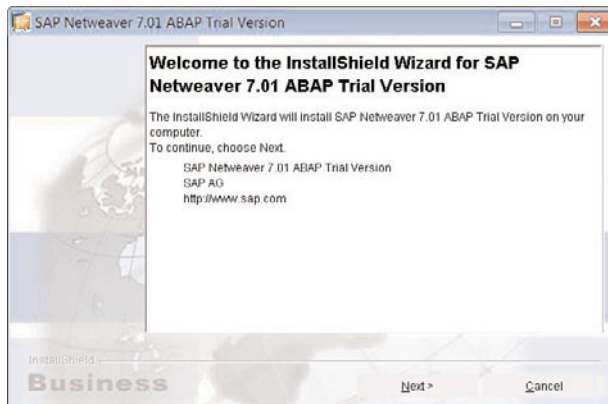 SAP Netweaver 7.01 ABAP Trial Version
Welcome to the InstallShield Wizard for SAP
Netweaver 7.01 ABAP Trial Version
The InstallShield Wizard will install SAP Netweaver 7.01 ABAP Trial Version on your
computer.
To continue, choose Next.
SAP Netweaver 7.01 ABAP Trial Version
SAP AG
http://www.sap.com
InstallShield
Business
Next >
Cancel